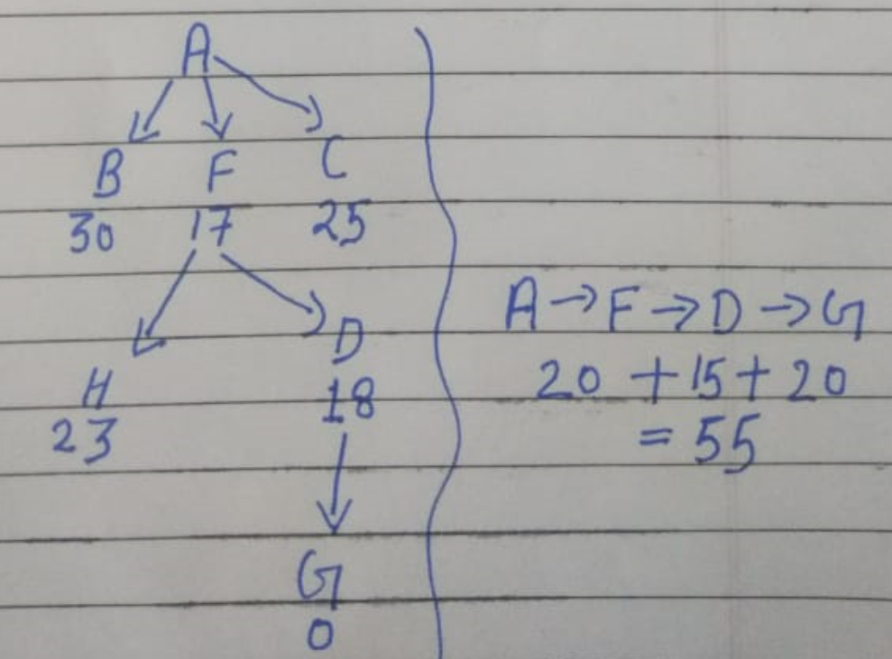 A
B F C
30 17 25
H D
23 18
G
0
A → F → D → G
20 + 15 + 20
= 55